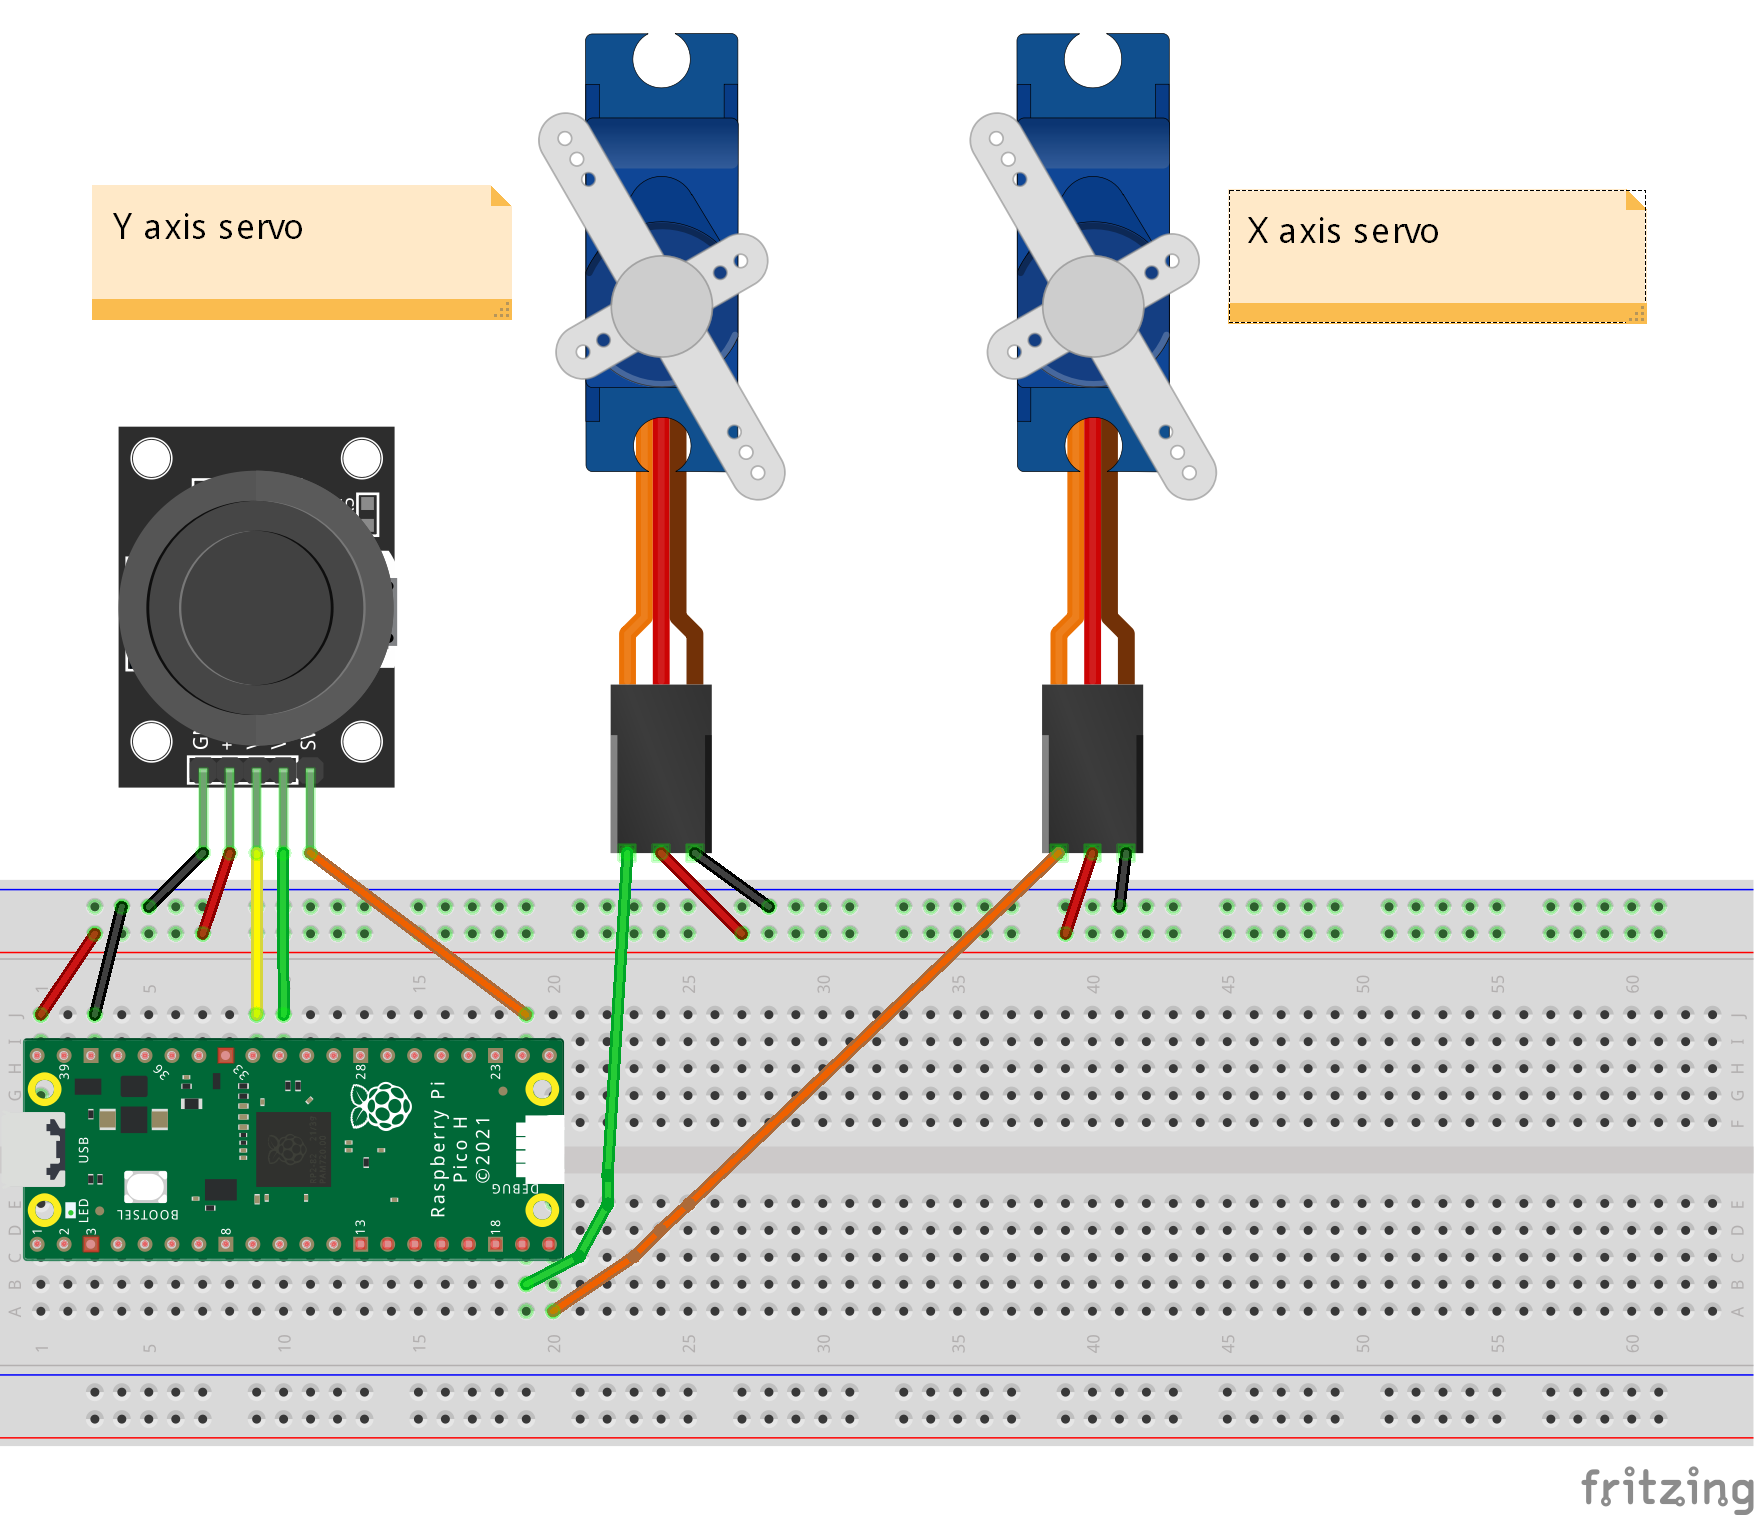 Y axis servo
X axis servo
1 5 15 20 25 30 35 40 45 50 55 60
J J
I I
H H
G G
F
39 36 33 28 23
USB
Raspberry Pi
Pico H
©2021
DEBUG
BOOTSEL
LED
1 2 3 8 13 18
E E
D D
C C
B B
A A
1 5 10 15 20 25 30 35 40 45 50 55 60
fritzing